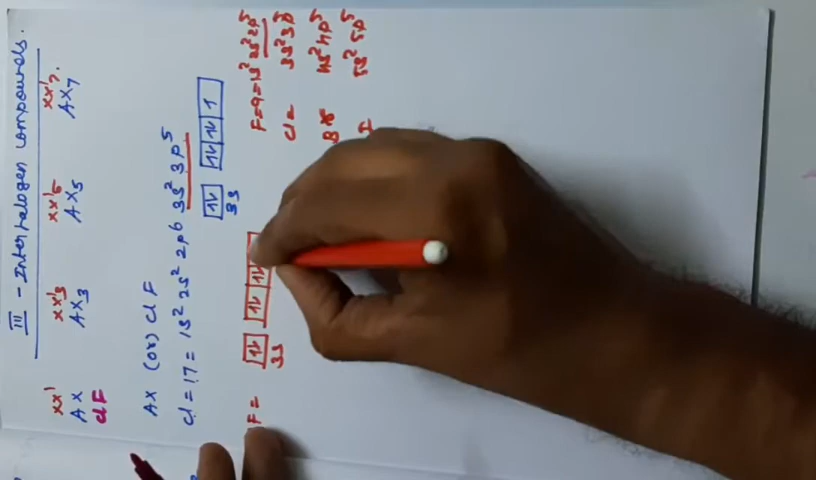 III - Interhalogen compounds.
XX' XX'3 XX'5 XX'7.
AX AX3 AX5 AX7
ClF
AX (or) ClF
Cl = 17 = 1s² 2s² 2p6 3s² 3p5
3s
F = 9 = 1s² 2s² 2p5
Cl = 3s² 3p5
Br 4s² 4p5
I 5s² 5p5
F =
3s